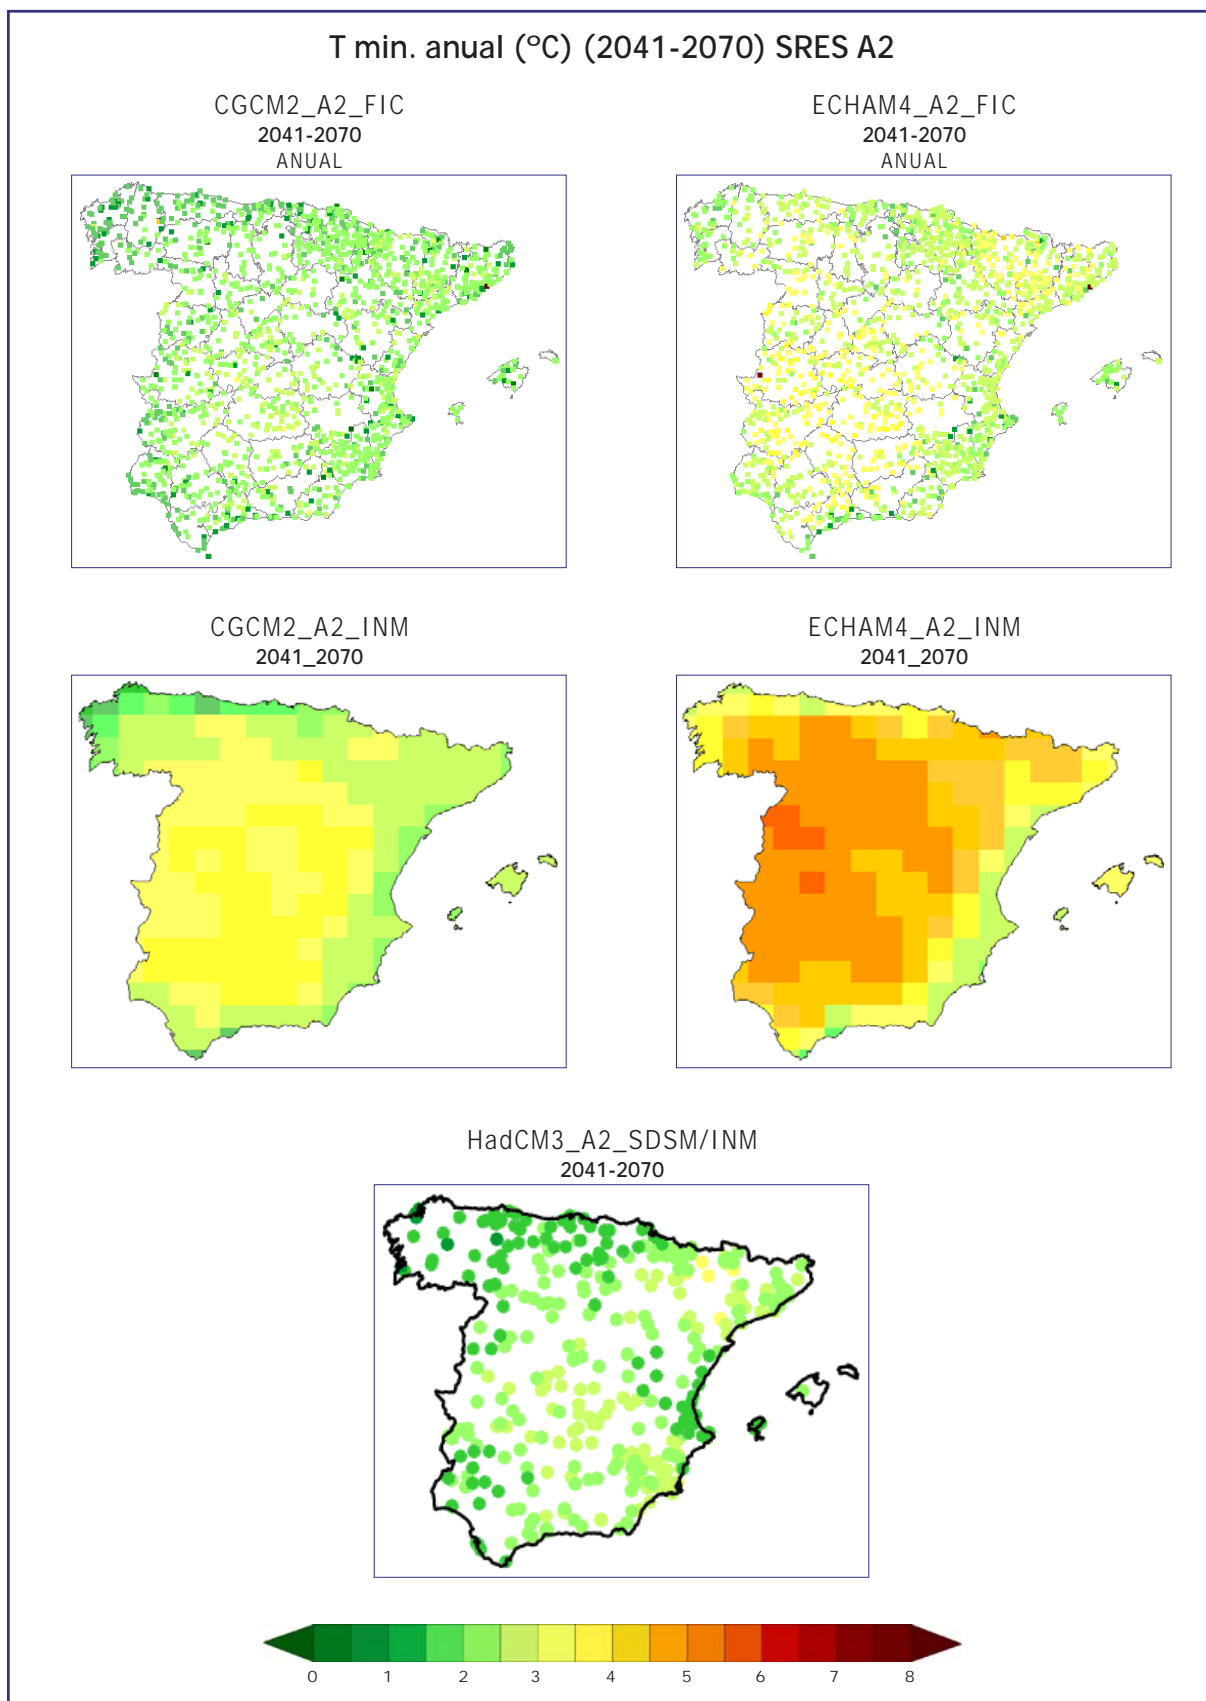 T min. anual (ºC) (2041-2070) SRES A2
CGCM2_A2_FIC
2041-2070
ANUAL
ECHAM4_A2_FIC
2041-2070
ANUAL
CGCM2_A2_INM
2041_2070
ECHAM4_A2_INM
2041_2070
HadCM3_A2_SDSM/INM
2041-2070
0 1 2 3 4 5 6 7 8